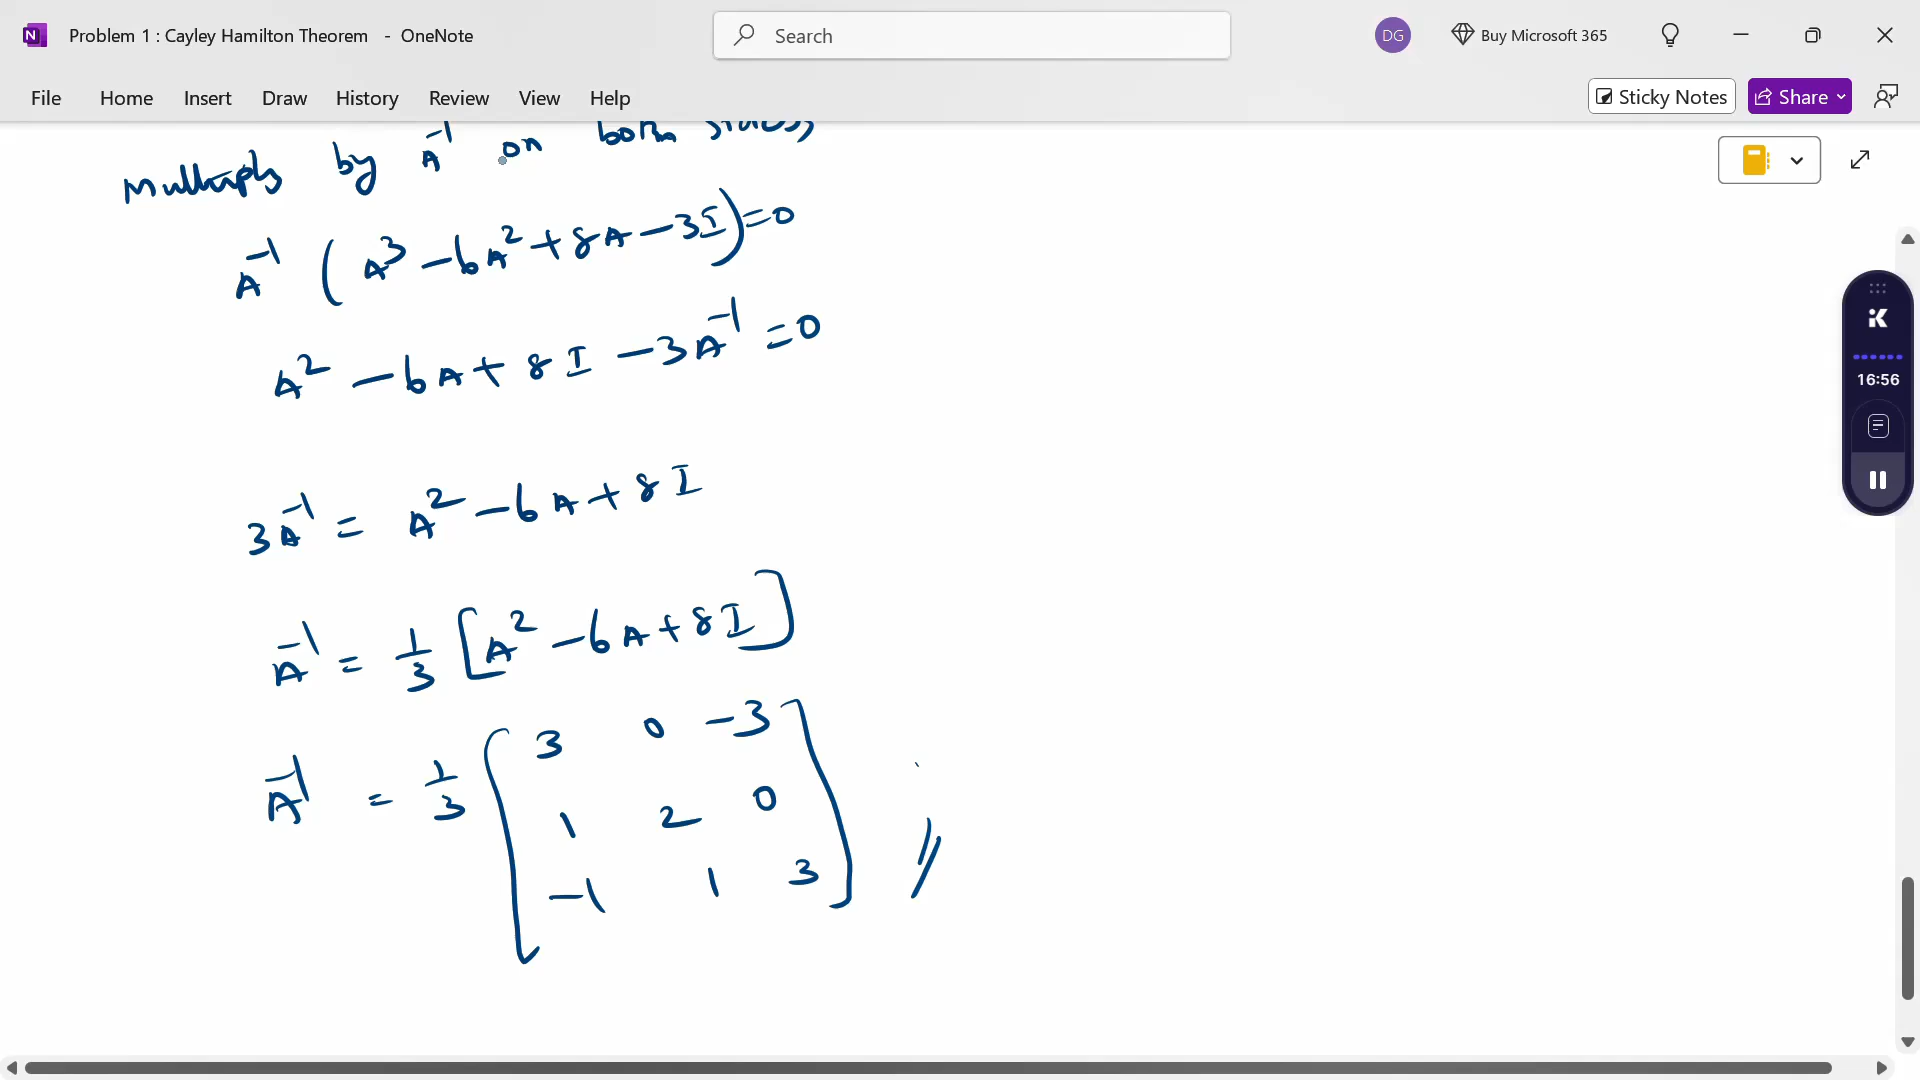 Problem 1 : Cayley Hamilton Theorem - OneNote
Search
DG
Buy Microsoft 365
File Home Insert Draw History Review View Help
Sticky Notes
Share
Multiply by A⁻¹ on both sides
A⁻¹ (A³ - 6A² + 8A - 3I) = 0
A² - 6A + 8I - 3A⁻¹ = 0
3A⁻¹ = A² - 6A + 8I
A⁻¹ = 1/3 [A² - 6A + 8I]
A⁻¹ = 1/3 [
3 0 -3
1 2 0
-1 1 3
] //
16:56